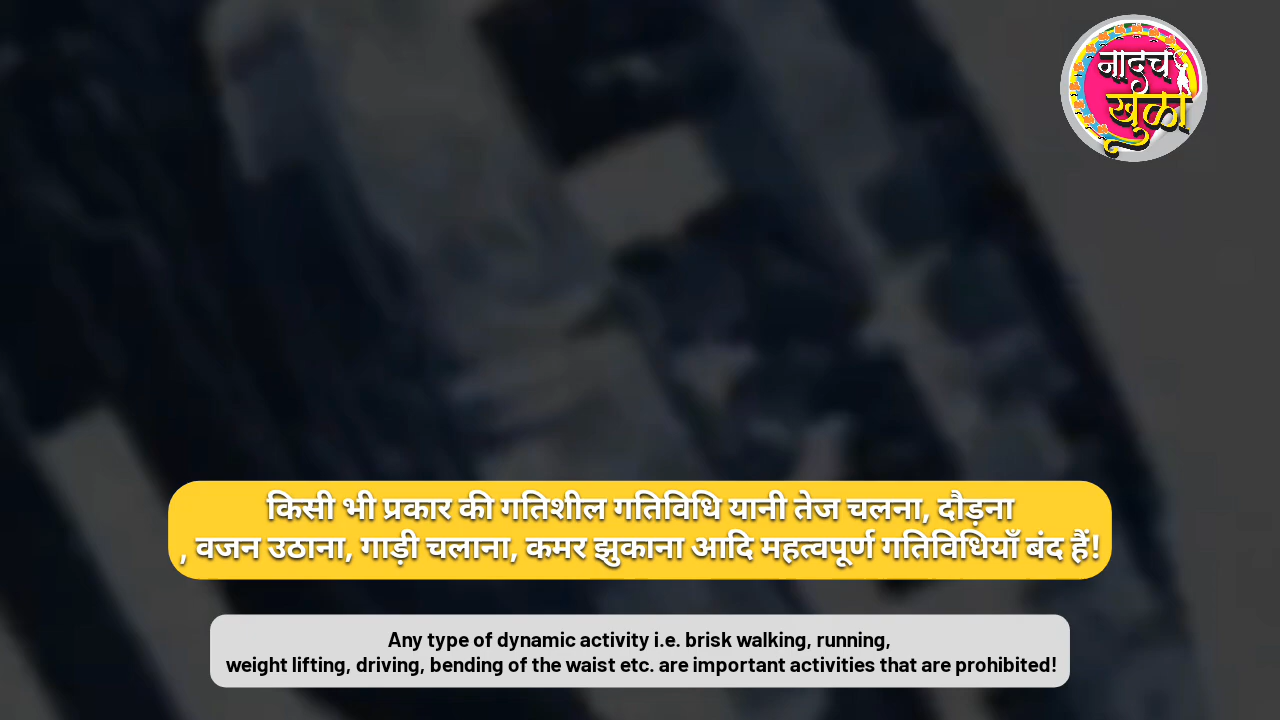 नादच
खुळा
किसी भी प्रकार की गतिशील गतिविधि यानी तेज चलना, दौड़ना
, वजन उठाना, गाड़ी चलाना, कमर झुकाना आदि महत्वपूर्ण गतिविधियाँ बंद हैं!
Any type of dynamic activity i.e. brisk walking, running,
weight lifting, driving, bending of the waist etc. are important activities that are prohibited!